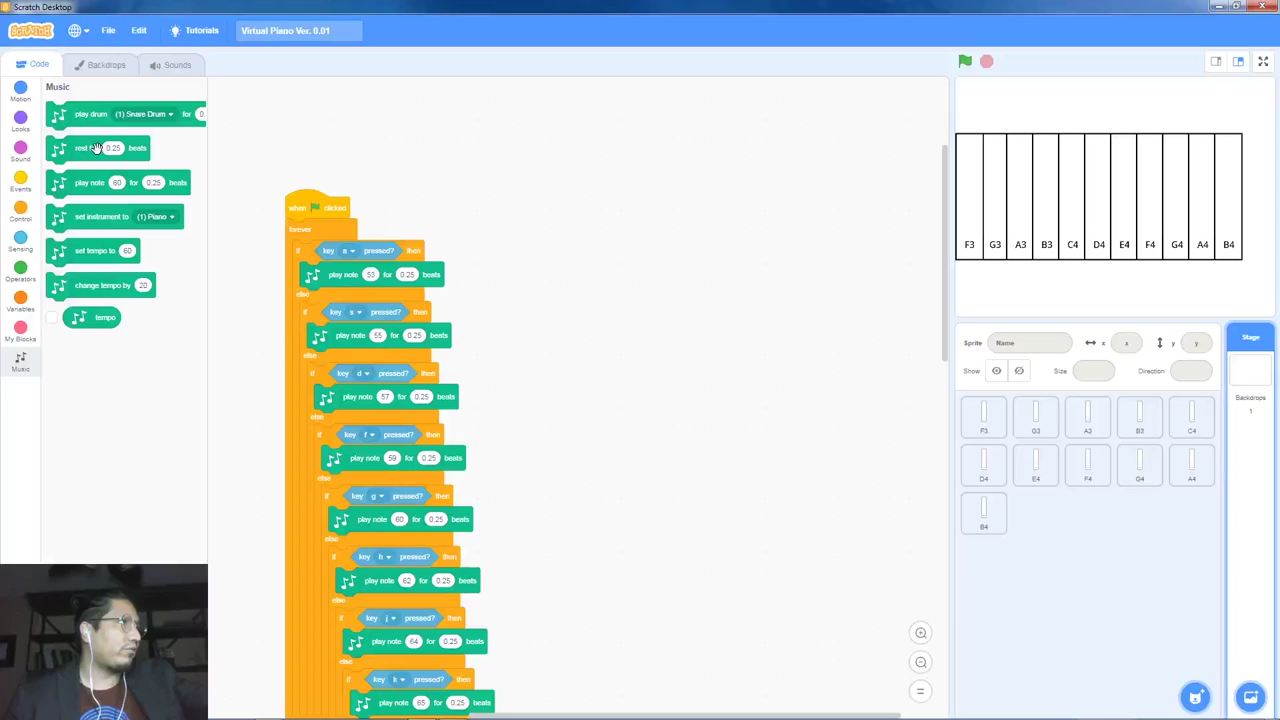 Scratch Desktop
SCRATCH
File
Edit
Tutorials
Virtual Piano Ver. 0.01
Code
Backdrops
Sounds
Motion
Looks
Sound
Events
Control
Sensing
Operators
Variables
My Blocks
Music
Music
play drum (1) Snare Drum for 0.
0.25 beats
play note 60 for 0.25 beats
set instrument to (1) Piano
set tempo to 60
change tempo by 20
tempo
when clicked
forever
if key a pressed? then
play note 53 for 0.25 beats
else
if key s pressed? then
play note 55 for 0.25 beats
else
if key d pressed? then
play note 57 for 0.25 beats
else
if key f pressed? then
play note 59 for 0.25 beats
else
if key g pressed? then
play note 60 for 0.25 beats
else
if key h pressed? then
play note 62 for 0.25 beats
else
if key j pressed? then
play note 64 for 0.25 beats
else
if key k pressed? then
play note 65 for 0.25 beats
F3 G3 A3 B3 C4 D4 E4 F4 G4 A4 B4
Sprite Name x x y y
Show Size Direction
Stage
Backdrops
1
F3 G3 A3 B3 C4
D4 E4 F4 G4 A4
B4